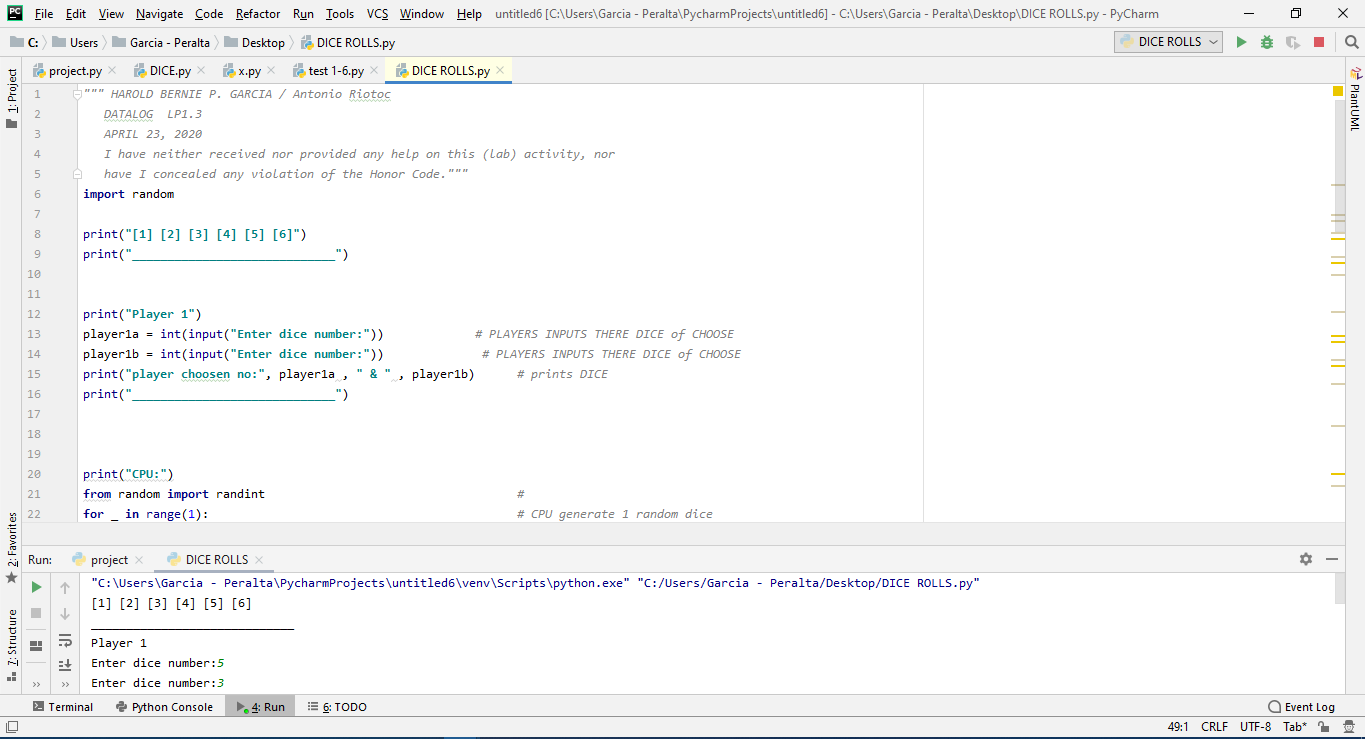 File Edit View Navigate Code Refactor Run Tools VCS Window Help untitled6 [C:\Users\Garcia - Peralta\PycharmProjects\untitled6] - C:\Users\Garcia - Peralta\Desktop\DICE ROLLS.py - PyCharm
C: Users Garcia - Peralta Desktop DICE ROLLS.py DICE ROLLS
project.py DICE.py x.py test 1-6.py DICE ROLLS.py
1: Project
PlantUML
1 """ HAROLD BERNIE P. GARCIA / Antonio Riotoc
2 DATALOG LP1.3
3 APRIL 23, 2020
4 I have neither received nor provided any help on this (lab) activity, nor
5 have I concealed any violation of the Honor Code."""
6 import random
7
8 print("[1] [2] [3] [4] [5] [6]")
9 print("_____________________________")
10
11
12 print("Player 1")
13 player1a = int(input("Enter dice number:")) # PLAYERS INPUTS THERE DICE of CHOOSE
14 player1b = int(input("Enter dice number:")) # PLAYERS INPUTS THERE DICE of CHOOSE
15 print("player choosen no:", player1a , " & " , player1b) # prints DICE
16 print("_____________________________")
17
18
19
20 print("CPU:")
21 from random import randint #
22 for _ in range(1): # CPU generate 1 random dice
2: Favorites
7: Structure
Run: project DICE ROLLS
"C:\Users\Garcia - Peralta\PycharmProjects\untitled6\venv\Scripts\python.exe" "C:/Users/Garcia - Peralta/Desktop/DICE ROLLS.py"
[1] [2] [3] [4] [5] [6]
_____________________________
Player 1
Enter dice number:5
Enter dice number:3
Terminal Python Console 4: Run 6: TODO Event Log
49:1 CRLF UTF-8 Tab*